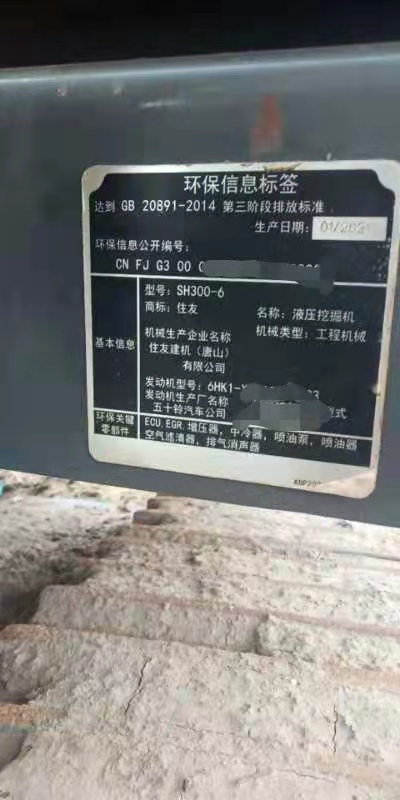 环保信息标签
达到 GB 20891-2014 第三阶段排放标准
生产日期: 01/2021
环保信息公开编号:
CN FJ G3 00
基本信息
型号: SH300-6
商标: 住友 名称: 液压挖掘机
机械生产企业名称 机械类型: 工程机械
住友建机（唐山）
有限公司
发动机型号: 6HK1-
发动机生产厂名称
五十铃汽车公司 型式
环保关键
零部件
ECU,EGR,增压器, 中冷器, 喷油泵, 喷油器
空气滤清器, 排气消声器